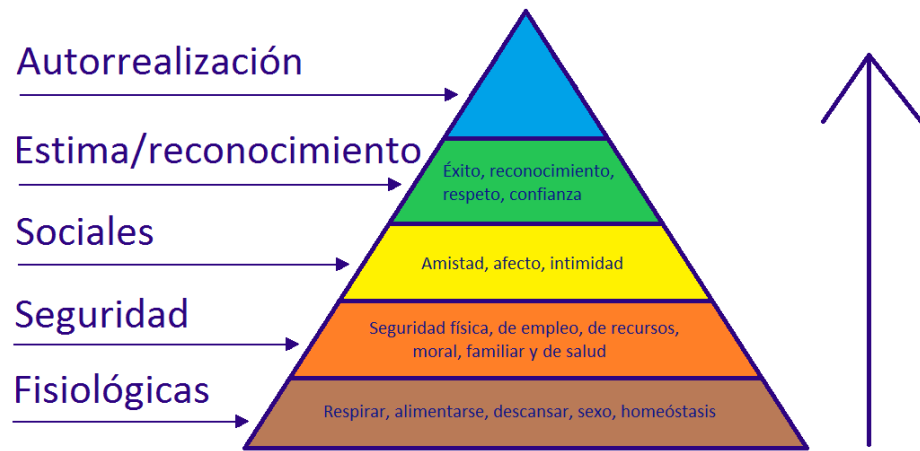 Autorrealización
Estima/reconocimiento
Éxito, reconocimiento,
respeto, confianza
Sociales
Amistad, afecto, intimidad
Seguridad
Seguridad física, de empleo, de recursos,
moral, familiar y de salud
Fisiológicas
Respirar, alimentarse, descansar, sexo, homeóstasis